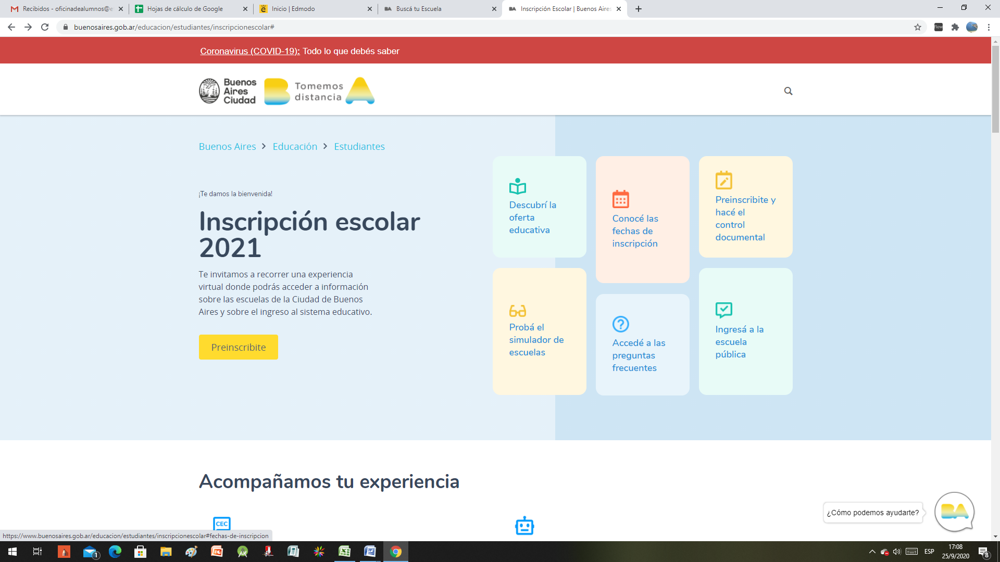 Recibidos - oficinadealumnos@e
Hojas de cálculo de Google
Inicio | Edmodo
BA
Buscá tu Escuela
BA
Inscripción Escolar | Buenos Aires
buenosaires.gob.ar/educacion/estudiantes/inscripcionescolar#
flow
Coronavirus (COVID-19): Todo lo que debés saber
Buenos
Aires
Ciudad
B
Tomemos
distancia
A
Buenos Aires > Educación > Estudiantes
¡Te damos la bienvenida!
Inscripción escolar
2021
Te invitamos a recorrer una experiencia
virtual donde podrás acceder a información
sobre las escuelas de la Ciudad de Buenos
Aires y sobre el ingreso al sistema educativo.
Preinscribite
Descubrí la
oferta
educativa
Conocé las
fechas de
inscripción
Preinscribite y
hacé el
control
documental
Probá el
simulador de
escuelas
Accedé a las
preguntas
frecuentes
Ingresá a la
escuela
pública
Acompañamos tu experiencia
CEC
¿Cómo podemos ayudarte?
BA
https://www.buenosaires.gob.ar/educacion/estudiantes/inscripcionescolar#fechas-de-inscripcion
1
ESP
17:08
25/9/2020
8